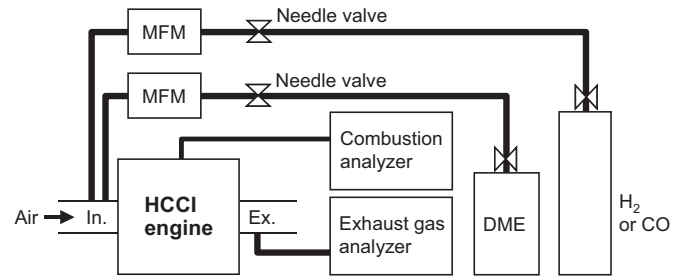 MFM
Needle valve
MFM
Needle valve
Combustion
analyzer
Air
In.
HCCI
engine
Ex.
Exhaust gas
analyzer
DME
H₂
or CO